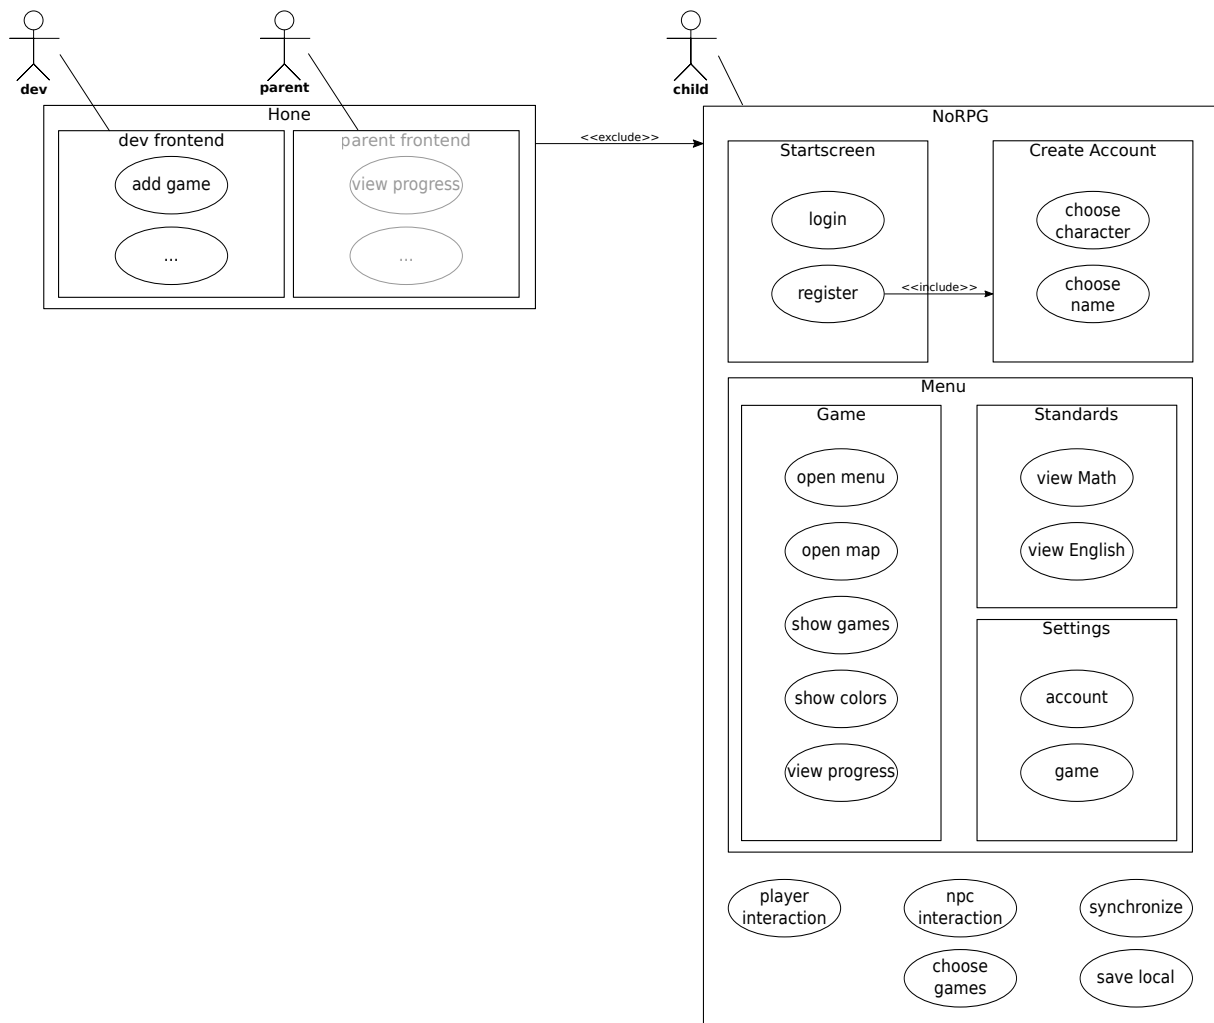 dev
parent
child
Hone
dev frontend
add game
...
parent frontend
view progress
...
<<exclude>>
NoRPG
Startscreen
login
register
<<include>>
Create Account
choose
character
choose
name
Menu
Game
open menu
open map
show games
show colors
view progress
Standards
view Math
view English
Settings
account
game
player
interaction
npc
interaction
synchronize
choose
games
save local